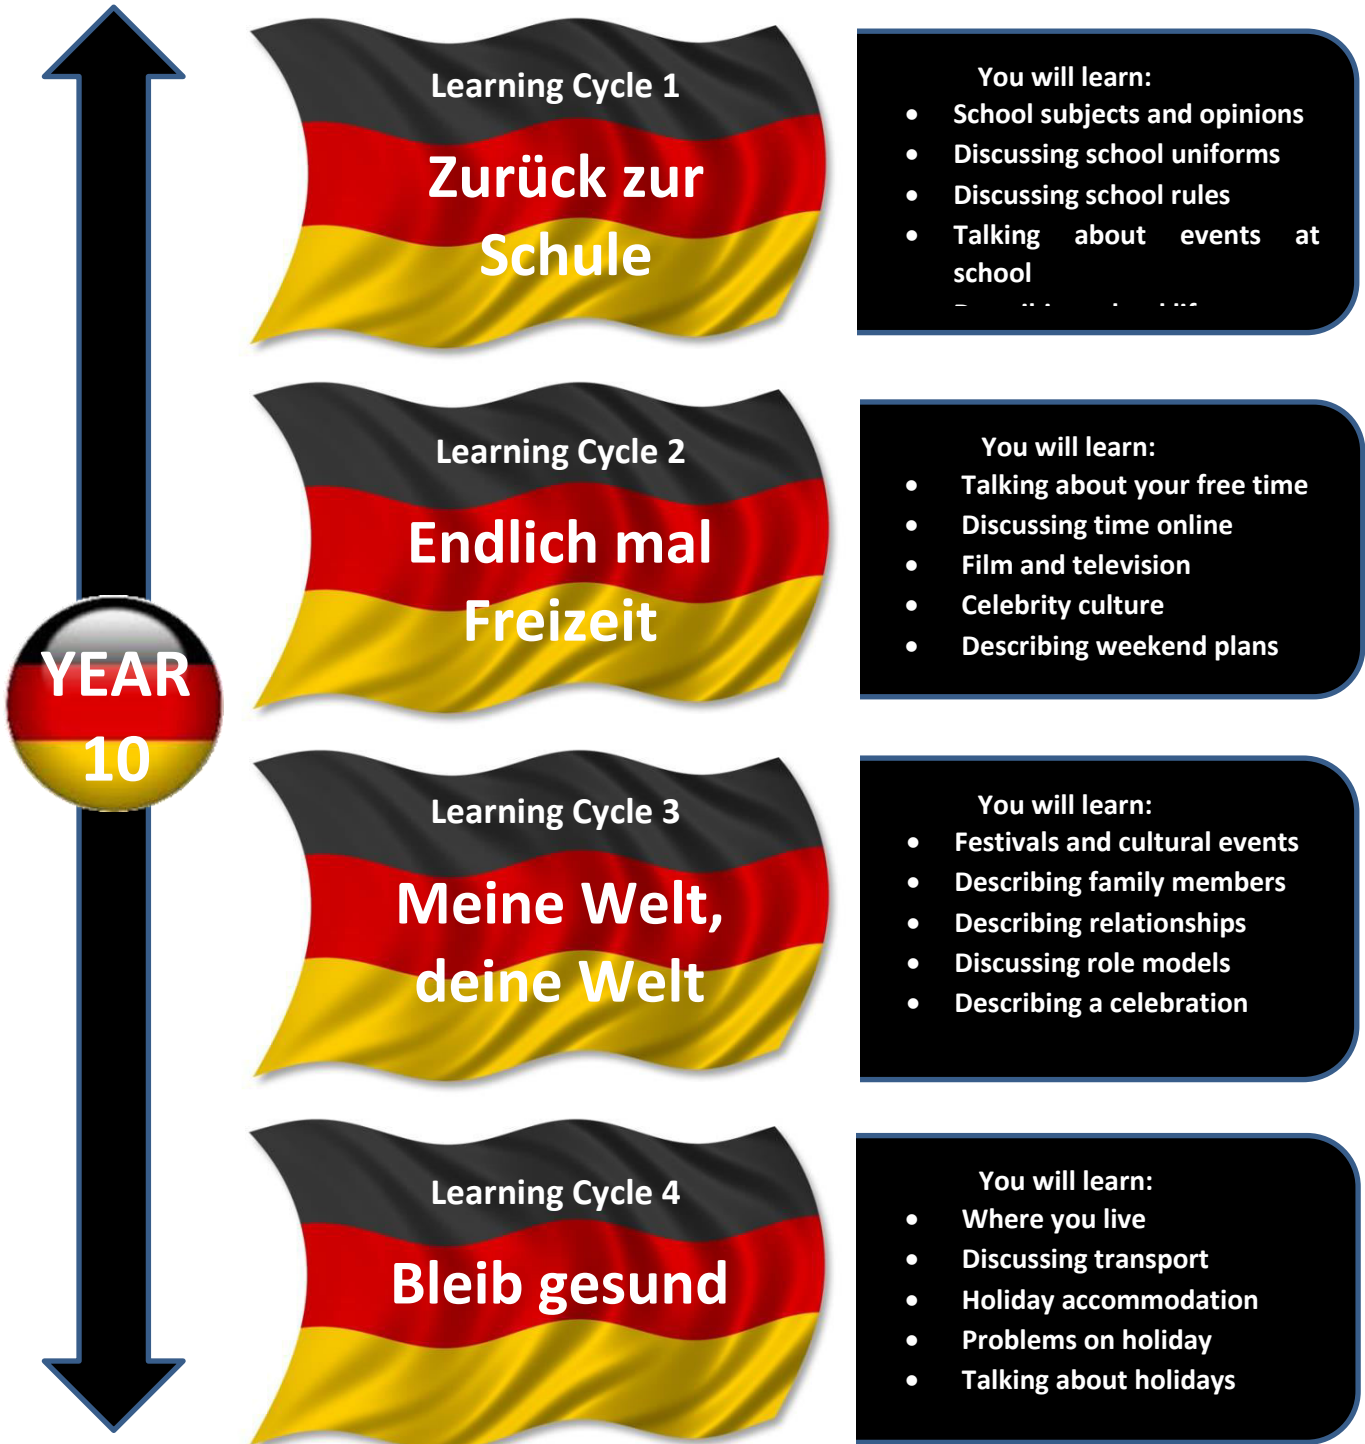 Learning Cycle 1
Zurück zur
Schule
You will learn:
• School subjects and opinions
• Discussing school uniforms
• Discussing school rules
• Talking about events at
school
Learning Cycle 2
Endlich mal
Freizeit
You will learn:
• Talking about your free time
• Discussing time online
• Film and television
• Celebrity culture
• Describing weekend plans
YEAR
10
Learning Cycle 3
Meine Welt,
deine Welt
You will learn:
• Festivals and cultural events
• Describing family members
• Describing relationships
• Discussing role models
• Describing a celebration
Learning Cycle 4
Bleib gesund
You will learn:
• Where you live
• Discussing transport
• Holiday accommodation
• Problems on holiday
• Talking about holidays